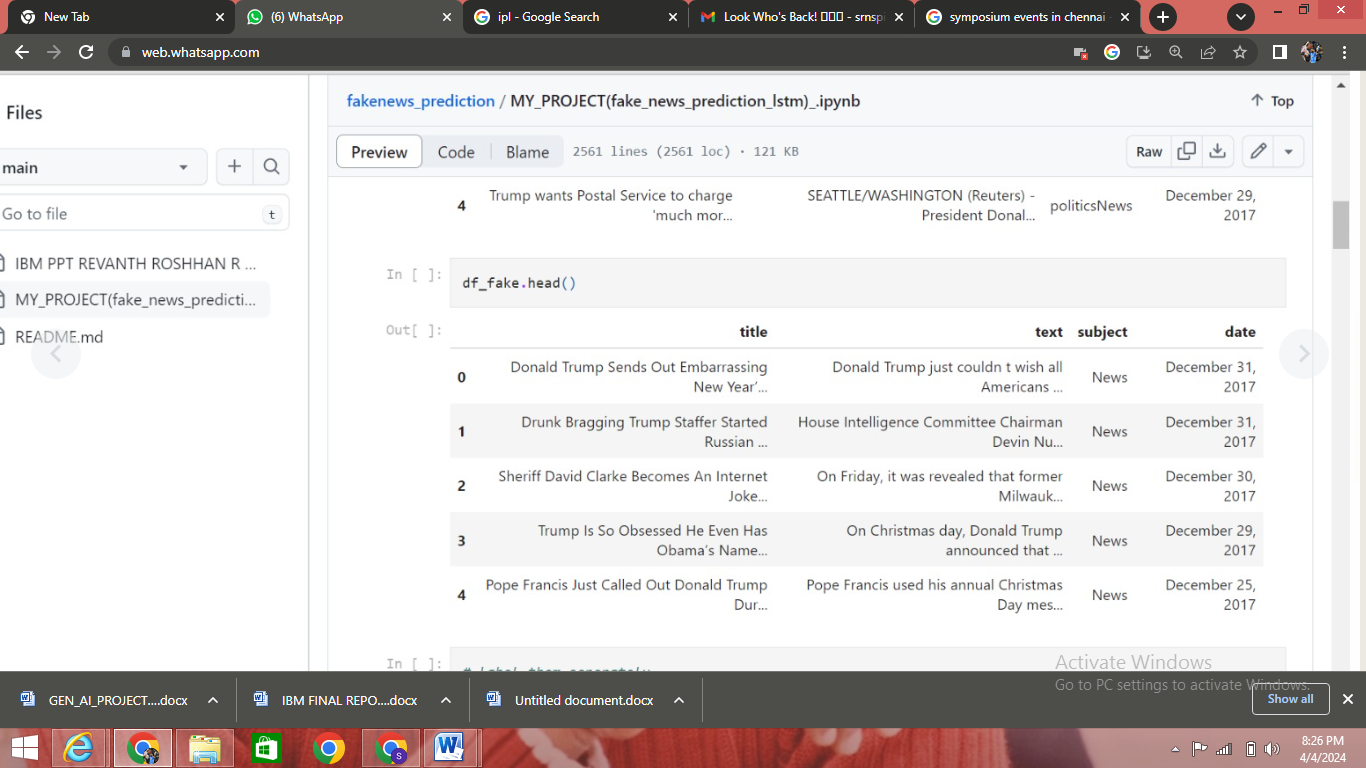 New Tab
(6) WhatsApp
ipl - Google Search
Look Who's Back! - srnspi
symposium events in chennai -
web.whatsapp.com
Files
fakenews_prediction / MY_PROJECT(fake_news_prediction_lstm)_.ipynb
Top
main
Preview Code Blame 2561 lines (2561 loc) · 121 KB
Raw
Go to file t
4 Trump wants Postal Service to charge 'much mor... SEATTLE/WASHINGTON (Reuters) - President Donal... politicsNews December 29, 2017
IBM PPT REVANTH ROSHHAN R ...
MY_PROJECT(fake_news_predicti...
README.md
In [ ]: df_fake.head()
Out[ ]:
title text subject date
0 Donald Trump Sends Out Embarrassing New Year'... Donald Trump just couldn t wish all Americans ... News December 31, 2017
1 Drunk Bragging Trump Staffer Started Russian ... House Intelligence Committee Chairman Devin Nu... News December 31, 2017
2 Sheriff David Clarke Becomes An Internet Joke... On Friday, it was revealed that former Milwauk... News December 30, 2017
3 Trump Is So Obsessed He Even Has Obama's Name... On Christmas day, Donald Trump announced that ... News December 29, 2017
4 Pope Francis Just Called Out Donald Trump Dur... Pope Francis used his annual Christmas Day mes... News December 25, 2017
In [ ]:
Activate Windows
Go to PC settings to activate Windows.
GEN_AI_PROJECT....docx
IBM FINAL REPO....docx
Untitled document.docx
Show all
8:26 PM
4/4/2024